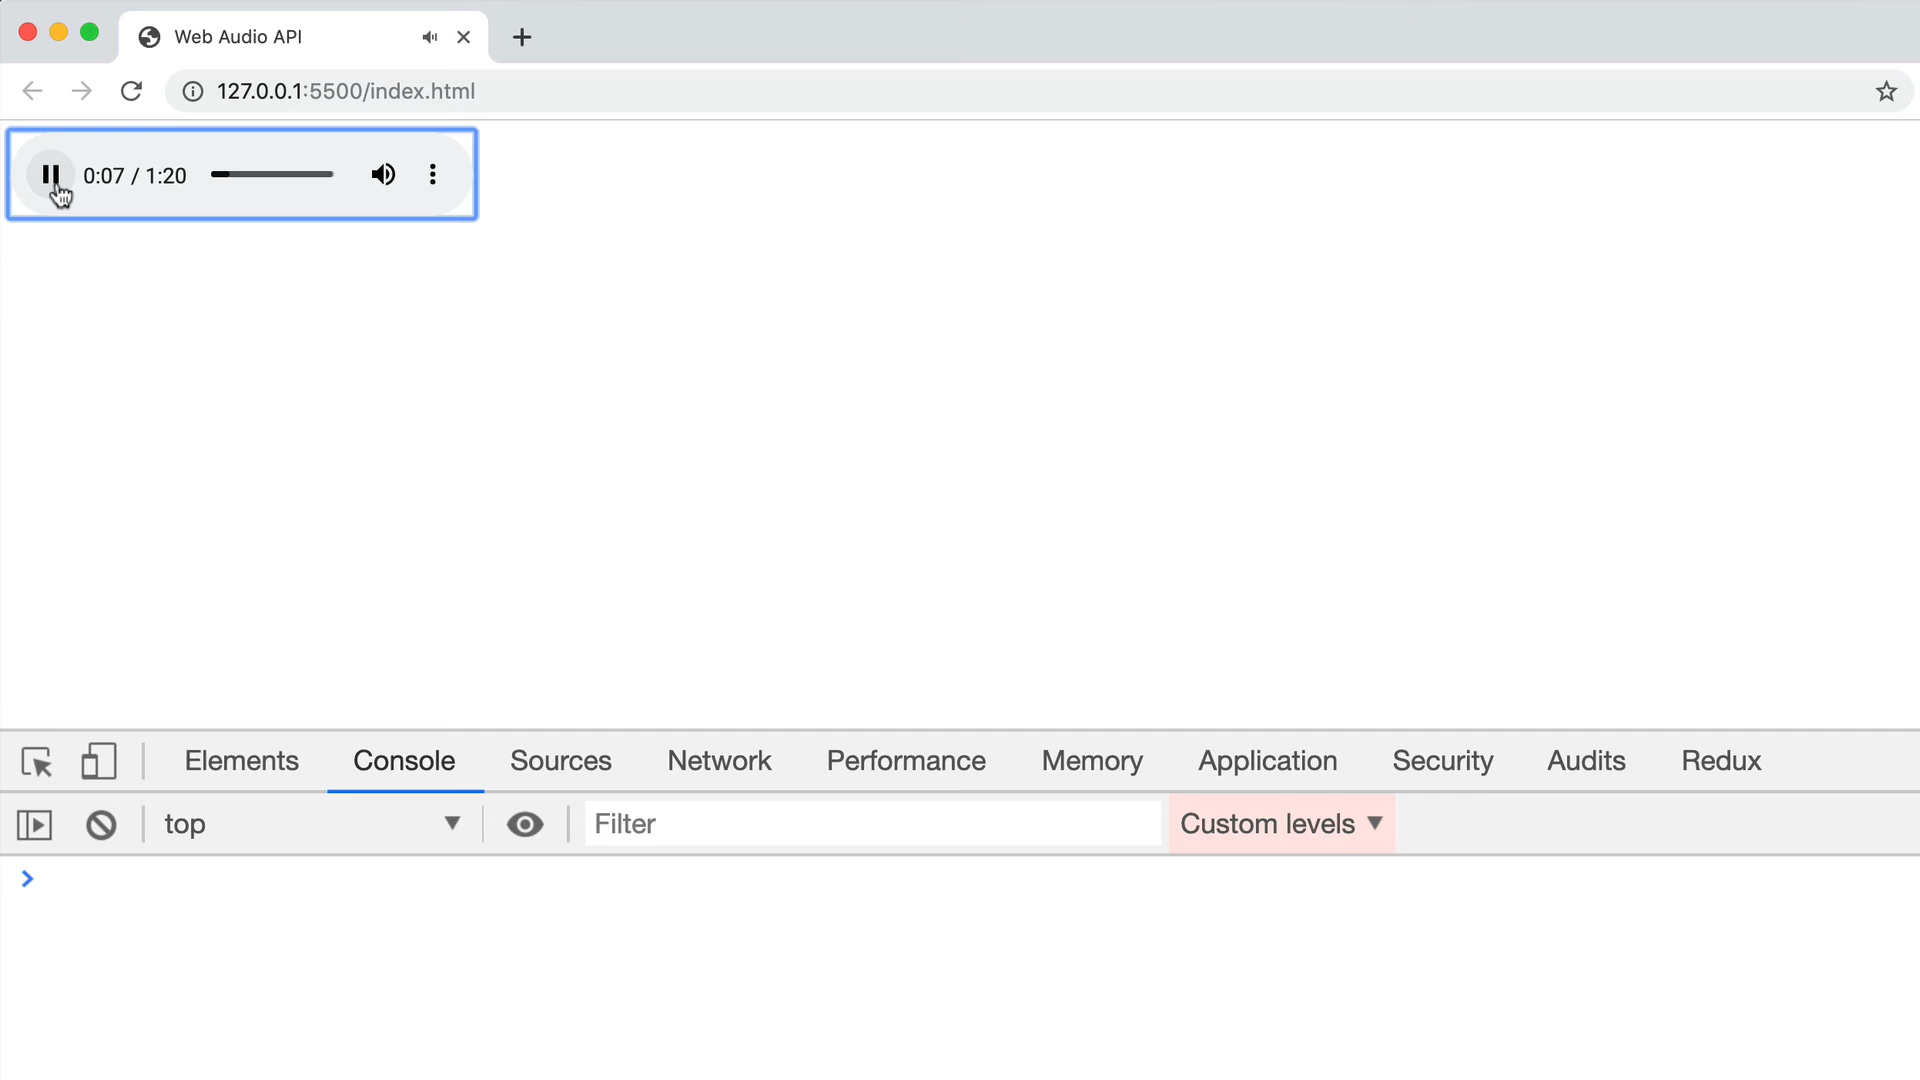 Web Audio API
127.0.0.1:5500/index.html
0:07 / 1:20
Elements Console Sources Network Performance Memory Application Security Audits Redux
top Filter Custom levels